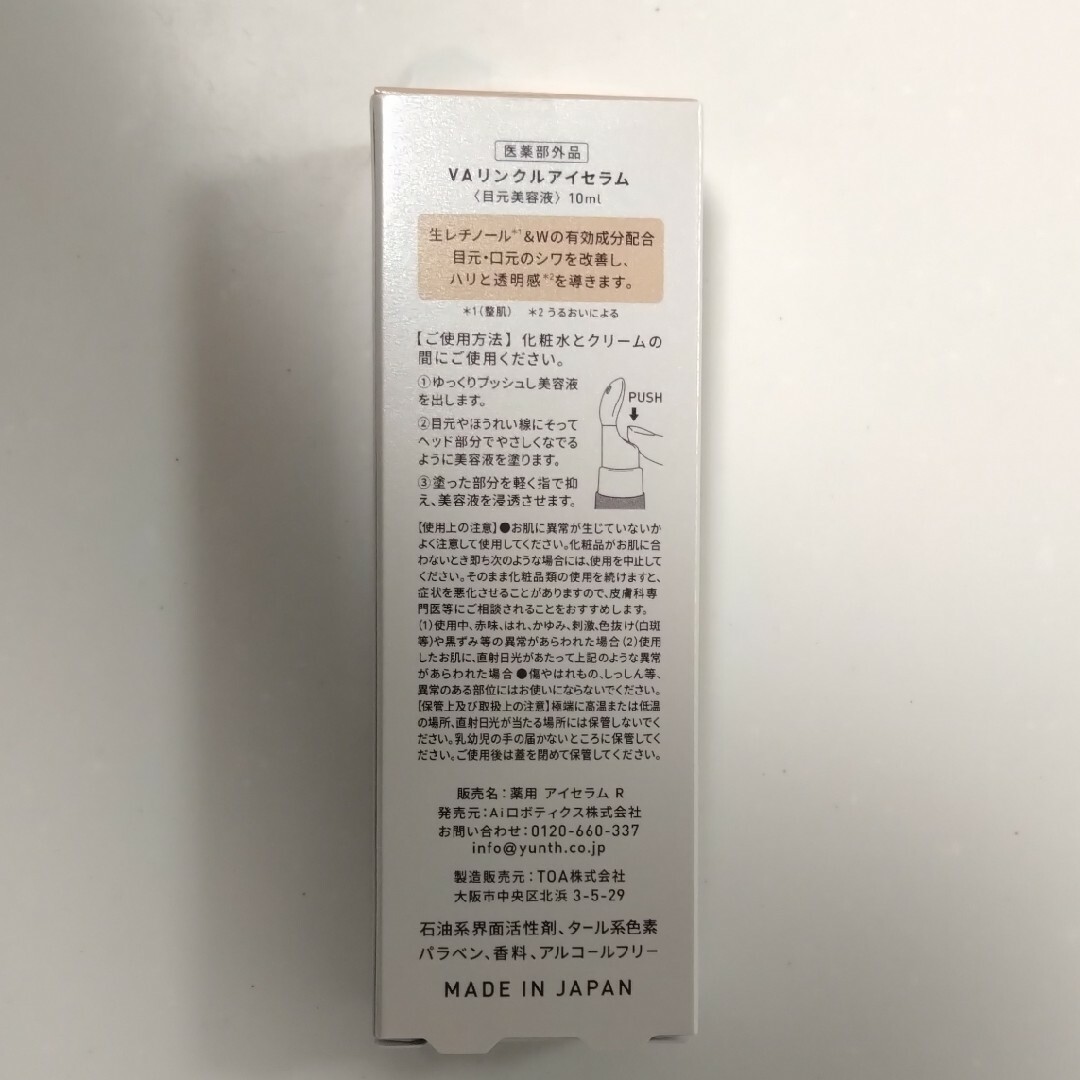 医薬部外品
VAリンクルアイセラム
〈目元美容液〉10ml
生レチノール*1&Wの有効成分配合
目元・口元のシワを改善し、
ハリと透明感*2を導きます。
*1(整肌) *2 うるおいによる
【ご使用方法】化粧水とクリームの
間にご使用ください。
①ゆっくりプッシュし美容液
を出します。
②目元やほうれい線にそって
ヘッド部分でやさしくなでる
ように美容液を塗ります。
③塗った部分を軽く指で抑
え、美容液を浸透させます。
PUSH
【使用上の注意】●お肌に異常が生じていないか
よく注意して使用してください。化粧品がお肌に合
わないとき即ち次のような場合には、使用を中止して
ください。そのまま化粧品類の使用を続けますと、
症状を悪化させることがありますので、皮膚科専
門医等にご相談されることをおすすめします。
(1)使用中、赤味、はれ、かゆみ、刺激、色抜け(白斑
等)や黒ずみ等の異常があらわれた場合(2)使用
したお肌に、直射日光があたって上記のような異常
があらわれた場合●傷やはれもの、しっしん等、
異常のある部位にはお使いにならないでください。
【保管上及び取扱上の注意】極端に高温または低温
の場所、直射日光が当たる場所には保管しないでく
ださい。乳幼児の手の届かないところに保管してく
ださい。ご使用後は蓋を閉めて保管してください。
販売名:薬用 アイセラム R
発売元:Aiロボティクス株式会社
お問い合わせ:0120-660-337
info@yunth.co.jp
製造販売元:TOA株式会社
大阪市中央区北浜 3-5-29
石油系界面活性剤、タール系色素
パラベン、香料、アルコールフリー
MADE IN JAPAN